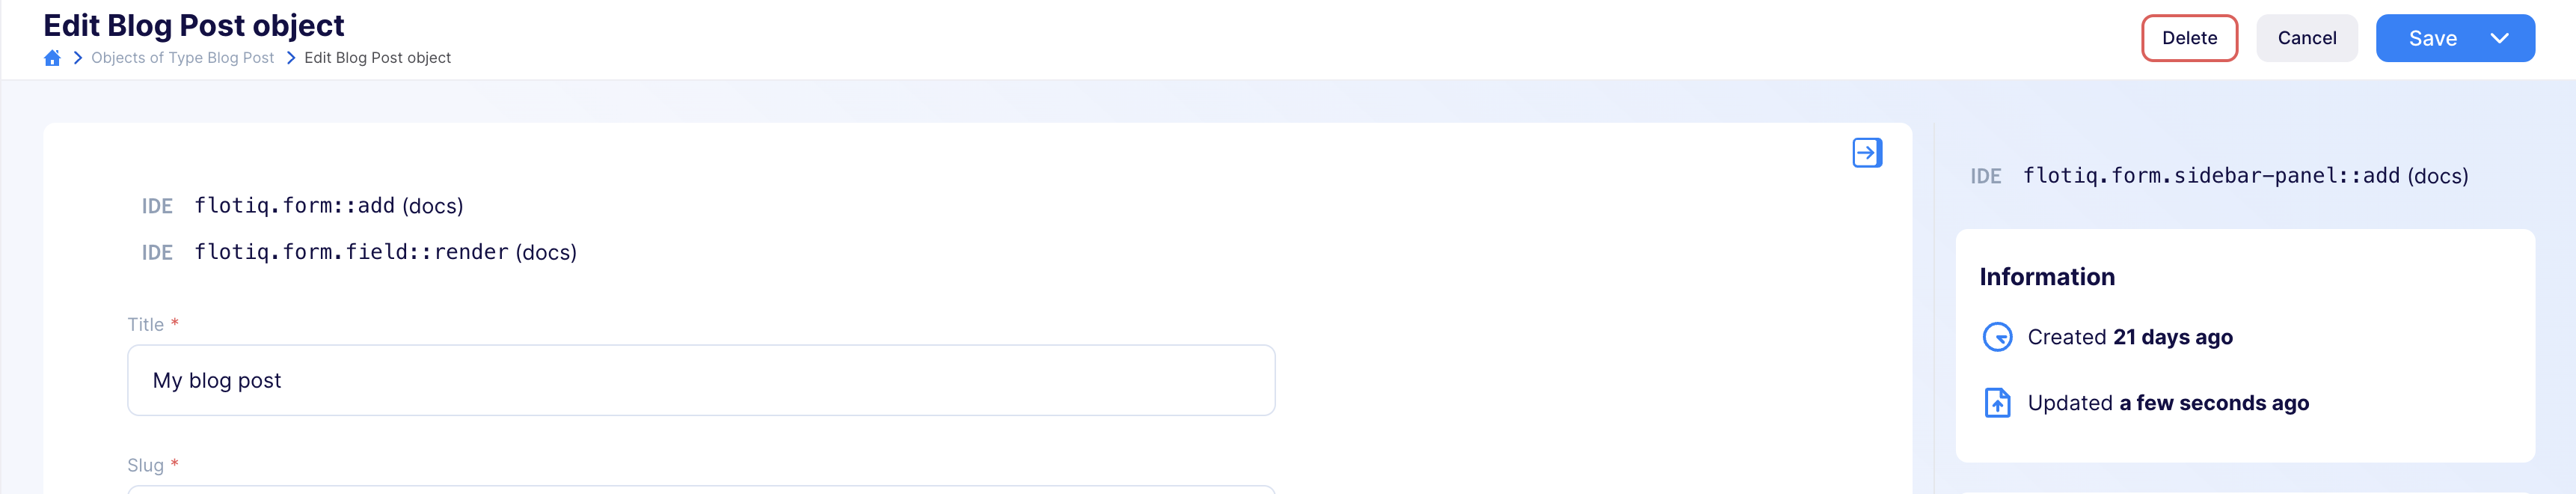 Edit Blog Post object
Objects of Type Blog Post Edit Blog Post object
Delete
Cancel
Save
IDE flotiq.form::add (docs)
IDE flotiq.form.field::render (docs)
Title *
My blog post
Slug *
IDE flotiq.form.sidebar-panel::add (docs)
Information
Created 21 days ago
Updated a few seconds ago